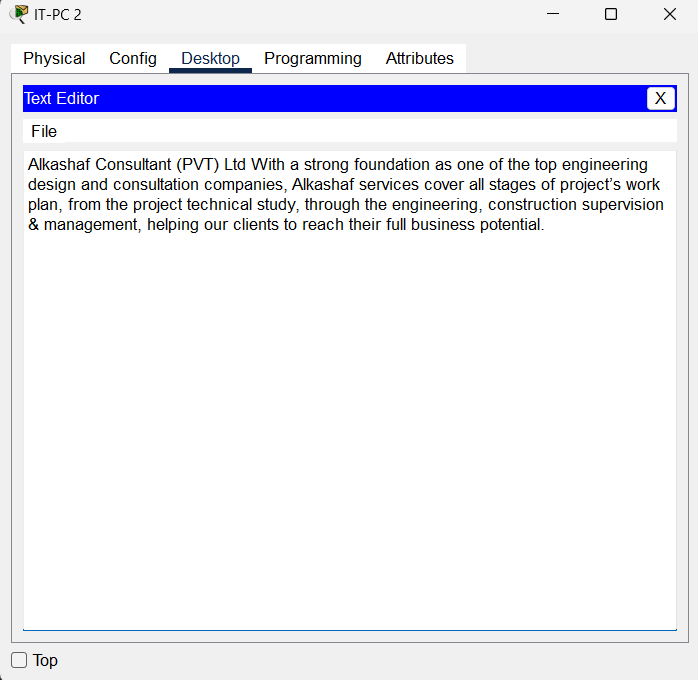 IT-PC 2
Physical Config Desktop Programming Attributes
Text Editor X
File
Alkashaf Consultant (PVT) Ltd With a strong foundation as one of the top engineering
design and consultation companies, Alkashaf services cover all stages of project’s work
plan, from the project technical study, through the engineering, construction supervision
& management, helping our clients to reach their full business potential.
Top